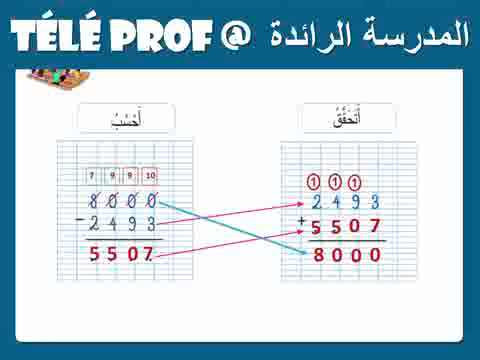 TÉLÉ PROF @ المدرسة الرائدة
أَحْسُبُ
7 9 9 10
8 0 0 0
- 2 4 9 3
5 5 0 7
أَتَحَقَّقُ
1 1 1
2 4 9 3
+ 5 5 0 7
8 0 0 0